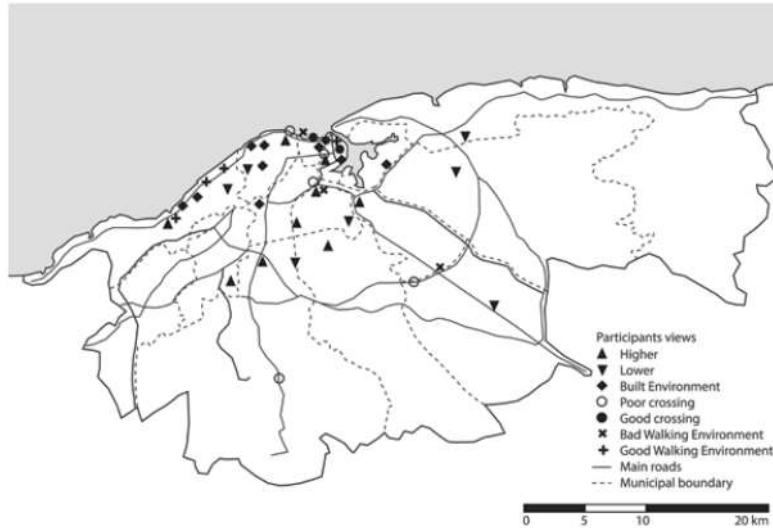 Participants views
Higher
Lower
Built Environment
Poor crossing
Good crossing
Bad Walking Environment
Good Walking Environment
Main roads
Municipal boundary
0 5 10 20 km